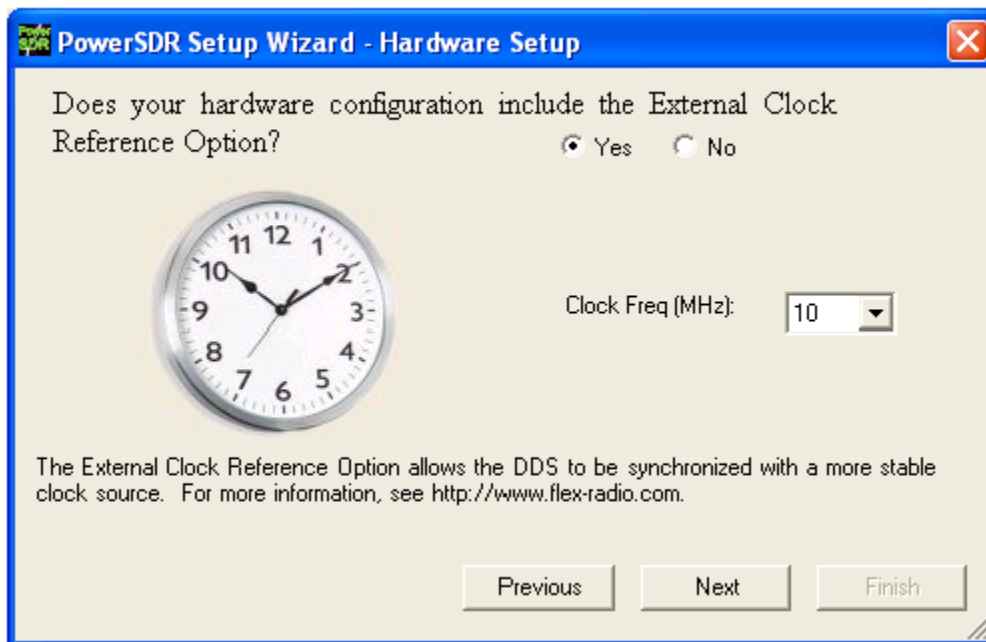 Power SDR
PowerSDR Setup Wizard - Hardware Setup
Does your hardware configuration include the External Clock
Reference Option?
Yes No
12
11 1
10 2
9 3
8 4
7 5
6
Clock Freq (MHz): 10
The External Clock Reference Option allows the DDS to be synchronized with a more stable
clock source. For more information, see http://www.flex-radio.com.
Previous Next Finish